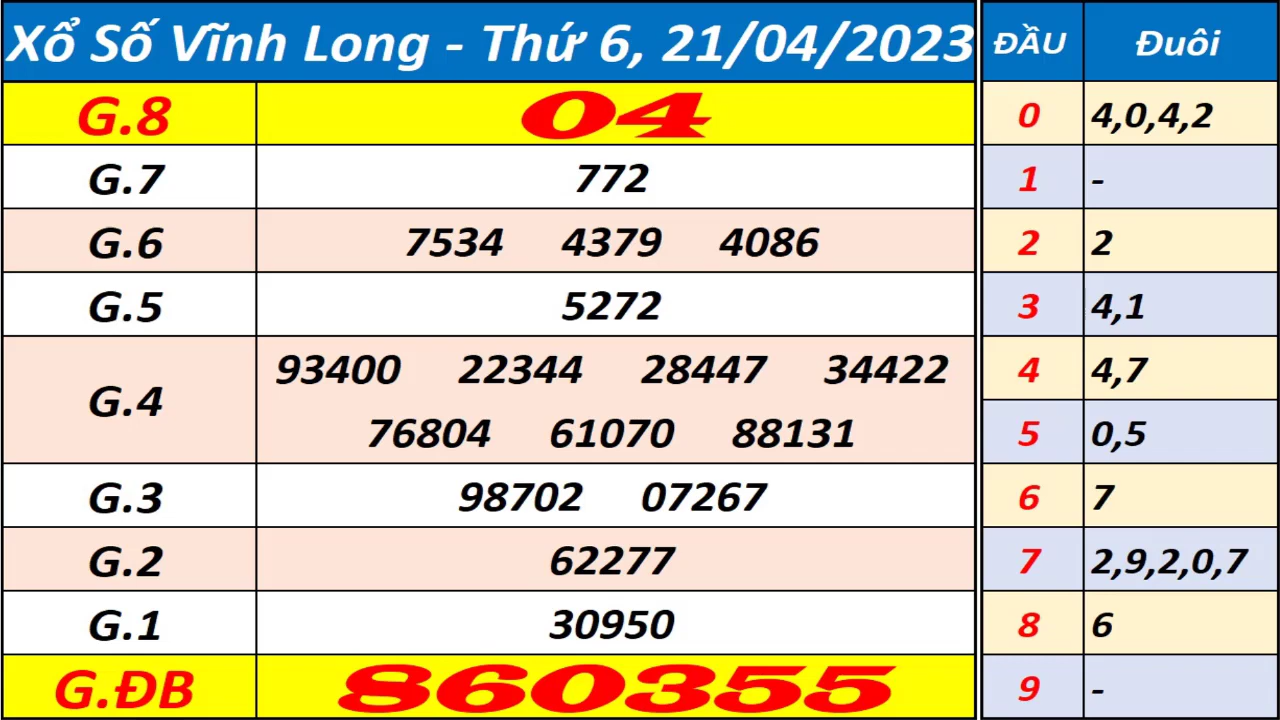 Xổ Số Vĩnh Long - Thứ 6, 21/04/2023 ĐẦU Đuôi
G.8 04 0 4,0,4,2
G.7 772 1 -
G.6 7534 4379 4086 2 2
G.5 5272 3 4,1
G.4 93400 22344 28447 34422 4 4,7
76804 61070 88131 5 0,5
G.3 98702 07267 6 7
G.2 62277 7 2,9,2,0,7
G.1 30950 8 6
G.ĐB 860355 9 -